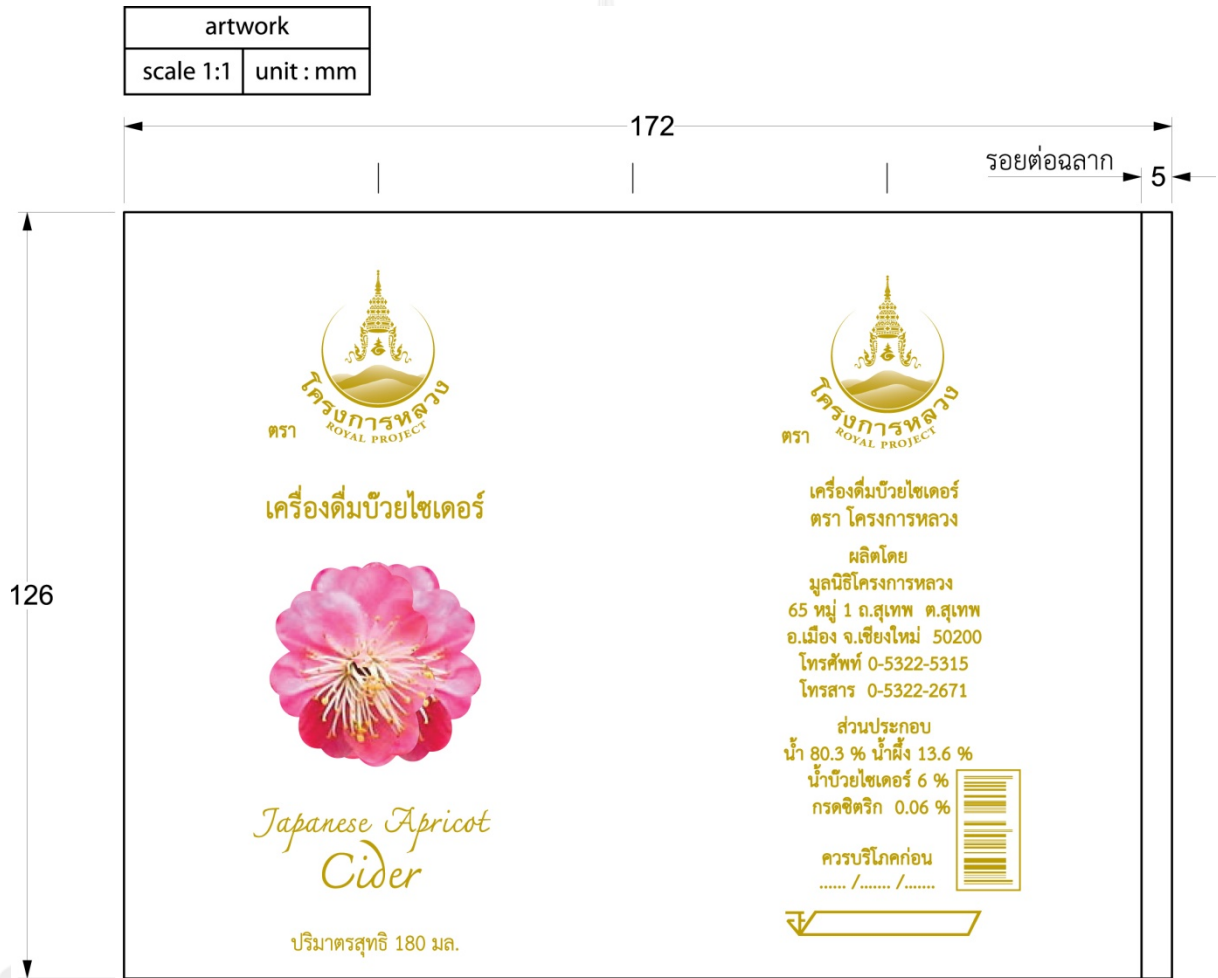 artwork
scale 1:1 unit : mm
172
รอยต่อฉลาก 5
126
โครงการหลวง
ROYAL PROJECT
ตรา
เครื่องดื่มบ๊วยไซเดอร์
Japanese Apricot
Cider
ปริมาตรสุทธิ 180 มล.
โครงการหลวง
ROYAL PROJECT
ตรา
เครื่องดื่มบ๊วยไซเดอร์
ตรา โครงการหลวง
ผลิตโดย
มูลนิธิโครงการหลวง
65 หมู่ 1 ถ.สุเทพ ต.สุเทพ
อ.เมือง จ.เชียงใหม่ 50200
โทรศัพท์ 0-5322-5315
โทรสาร 0-5322-2671
ส่วนประกอบ
น้ำ 80.3 % น้ำผึ้ง 13.6 %
น้ำบ๊วยไซเดอร์ 6 %
กรดซิตริก 0.06 %
ควรบริโภคก่อน
...... /....... /.......